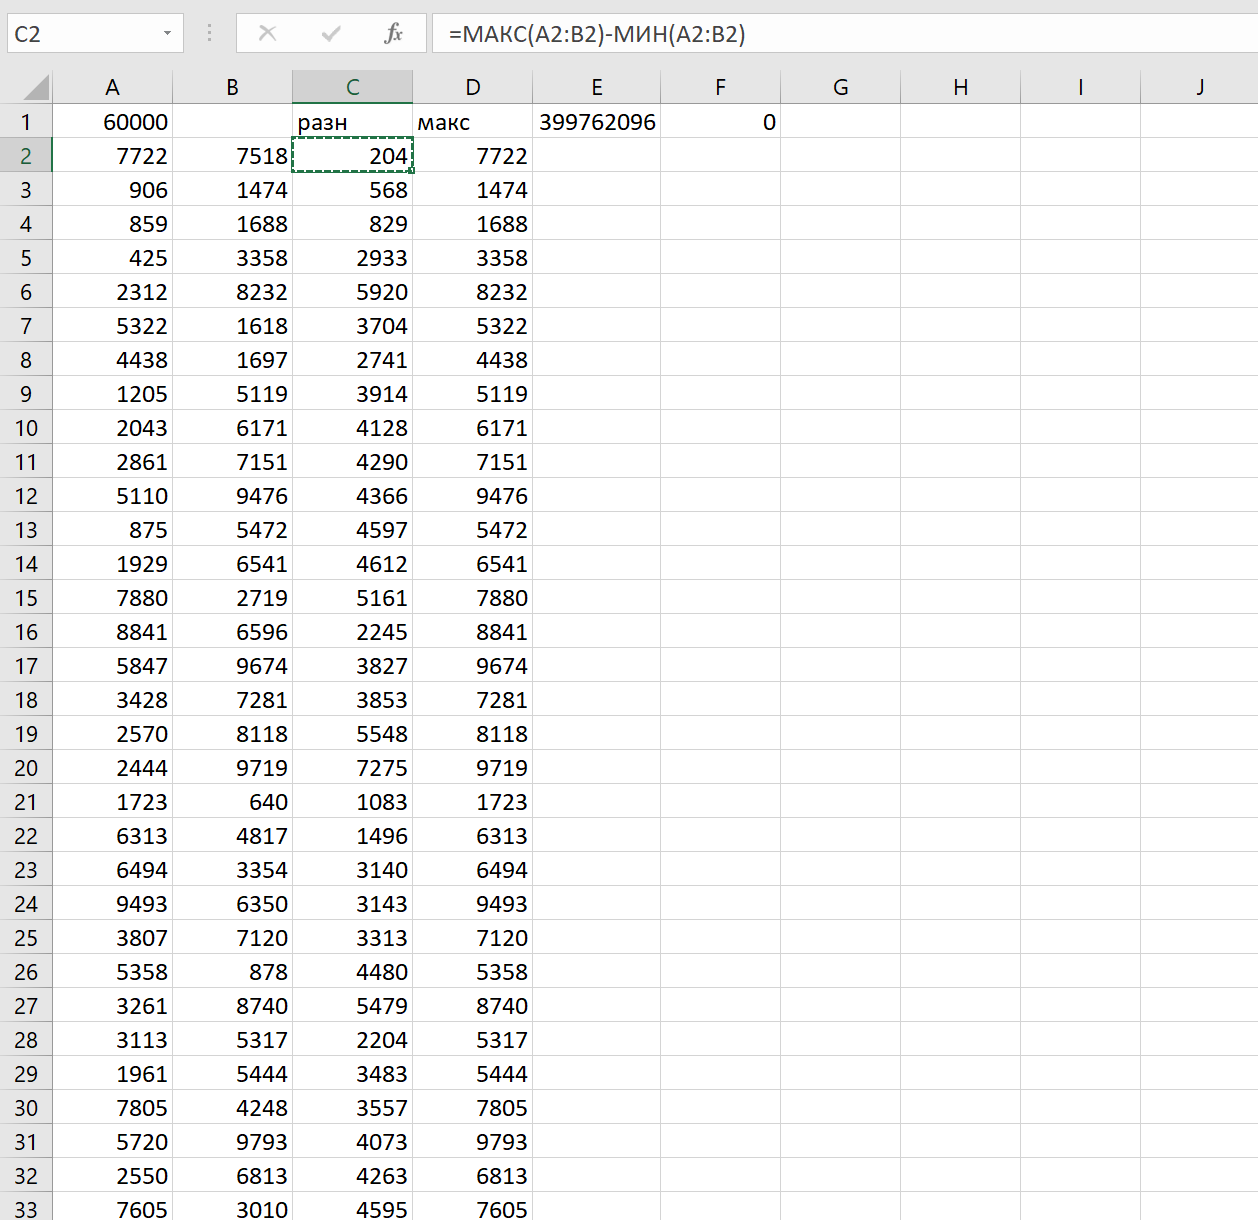 C2 fx =МАКС(A2:B2)-МИН(A2:B2)
A B C D E F G H I J
1 60000 разн макс 399762096 0
2 7722 7518 204 7722
3 906 1474 568 1474
4 859 1688 829 1688
5 425 3358 2933 3358
6 2312 8232 5920 8232
7 5322 1618 3704 5322
8 4438 1697 2741 4438
9 1205 5119 3914 5119
10 2043 6171 4128 6171
11 2861 7151 4290 7151
12 5110 9476 4366 9476
13 875 5472 4597 5472
14 1929 6541 4612 6541
15 7880 2719 5161 7880
16 8841 6596 2245 8841
17 5847 9674 3827 9674
18 3428 7281 3853 7281
19 2570 8118 5548 8118
20 2444 9719 7275 9719
21 1723 640 1083 1723
22 6313 4817 1496 6313
23 6494 3354 3140 6494
24 9493 6350 3143 9493
25 3807 7120 3313 7120
26 5358 878 4480 5358
27 3261 8740 5479 8740
28 3113 5317 2204 5317
29 1961 5444 3483 5444
30 7805 4248 3557 7805
31 5720 9793 4073 9793
32 2550 6813 4263 6813
33 7605 3010 4595 7605